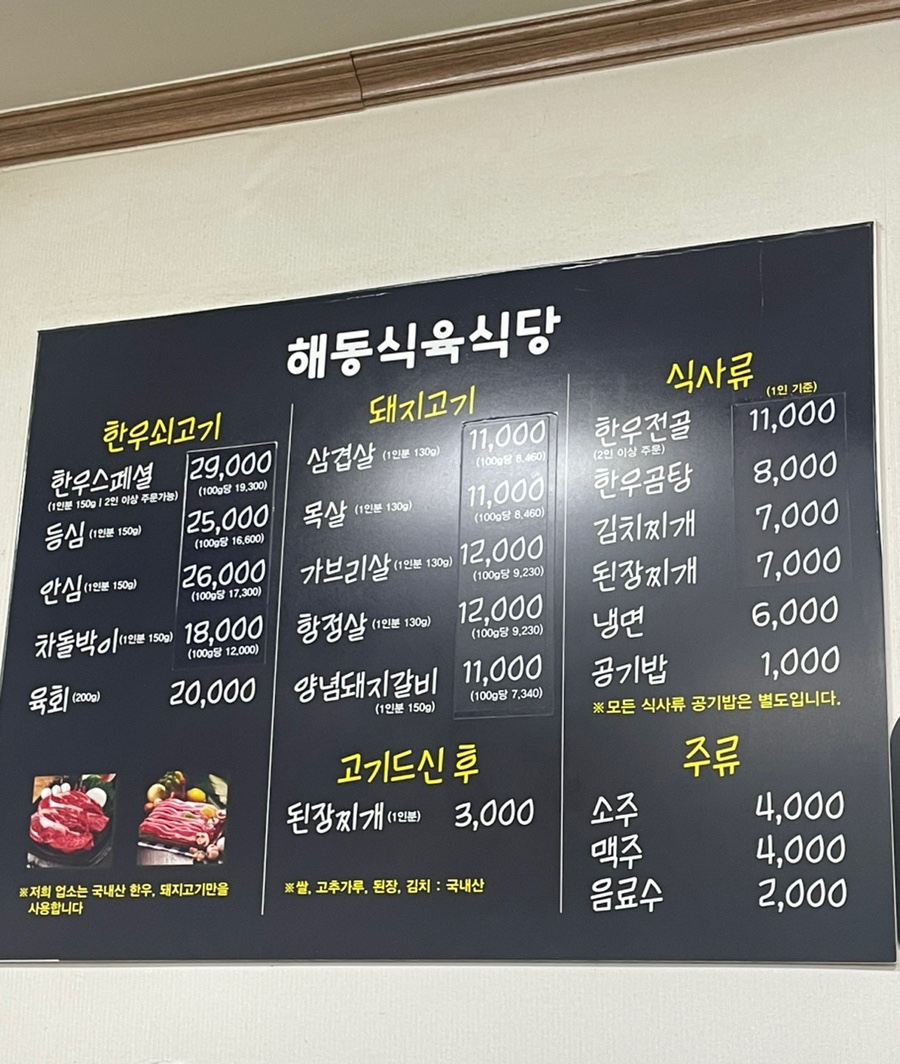 해동식육식당
한우쇠고기
한우스페셜 29,000
(1인분 150g | 2인 이상 주문가능) (100g당 19,300)
등심 (1인분 150g) 25,000
(100g당 16,600)
안심 (1인분 150g) 26,000
(100g당 17,300)
차돌박이 (1인분 150g) 18,000
(100g당 12,000)
육회 (200g) 20,000
※저희 업소는 국내산 한우, 돼지고기만을
사용합니다
돼지고기
삼겹살 (1인분 130g) 11,000
(100g당 8,460)
목살 (1인분 130g) 11,000
(100g당 8,460)
가브리살 (1인분 130g) 12,000
(100g당 9,230)
항정살 (1인분 130g) 12,000
(100g당 9,230)
양념돼지갈비 11,000
(1인분 150g) (100g당 7,340)
고기드신 후
된장찌개 (1인분) 3,000
※쌀, 고추가루, 된장, 김치 : 국내산
식사류
(1인 기준)
한우전골 11,000
(2인 이상 주문)
한우곰탕 8,000
김치찌개 7,000
된장찌개 7,000
냉면 6,000
공기밥 1,000
※모든 식사류 공기밥은 별도입니다.
주류
소주 4,000
맥주 4,000
음료수 2,000